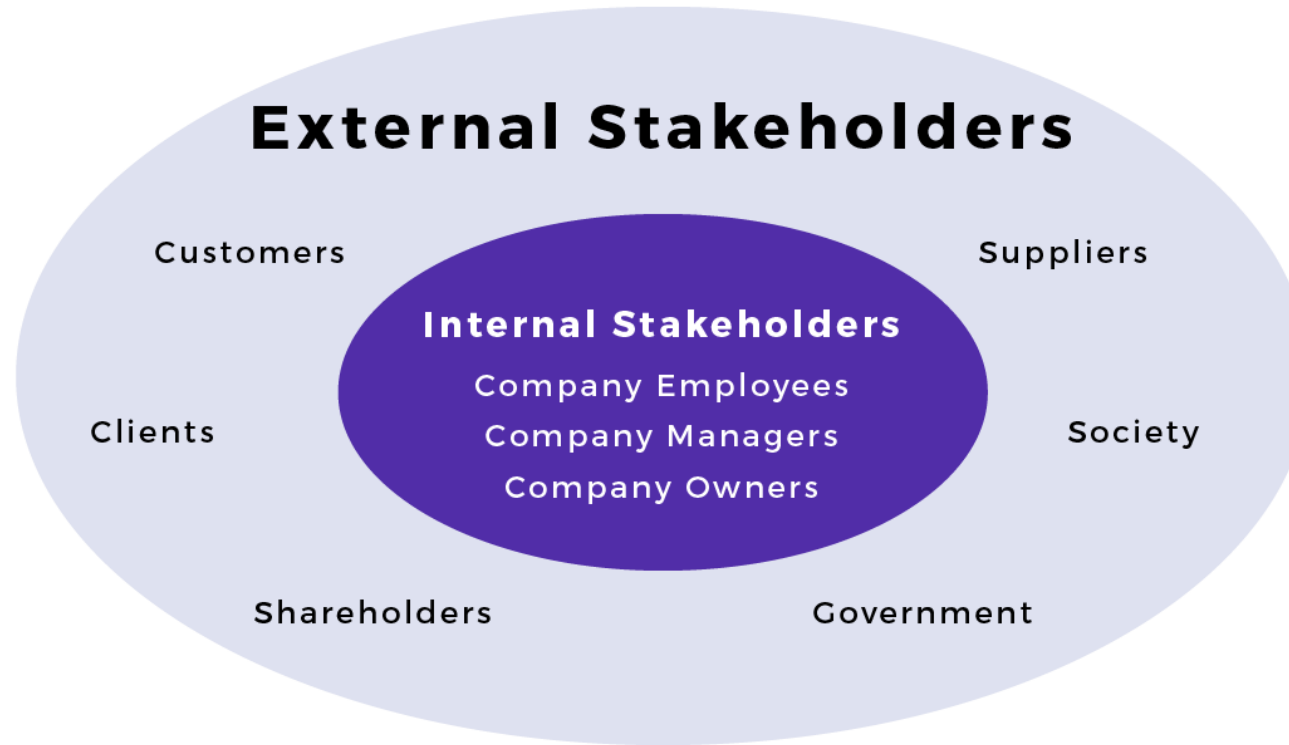 External Stakeholders
Customers
Suppliers
Internal Stakeholders
Company Employees
Company Managers
Company Owners
Clients
Society
Shareholders
Government